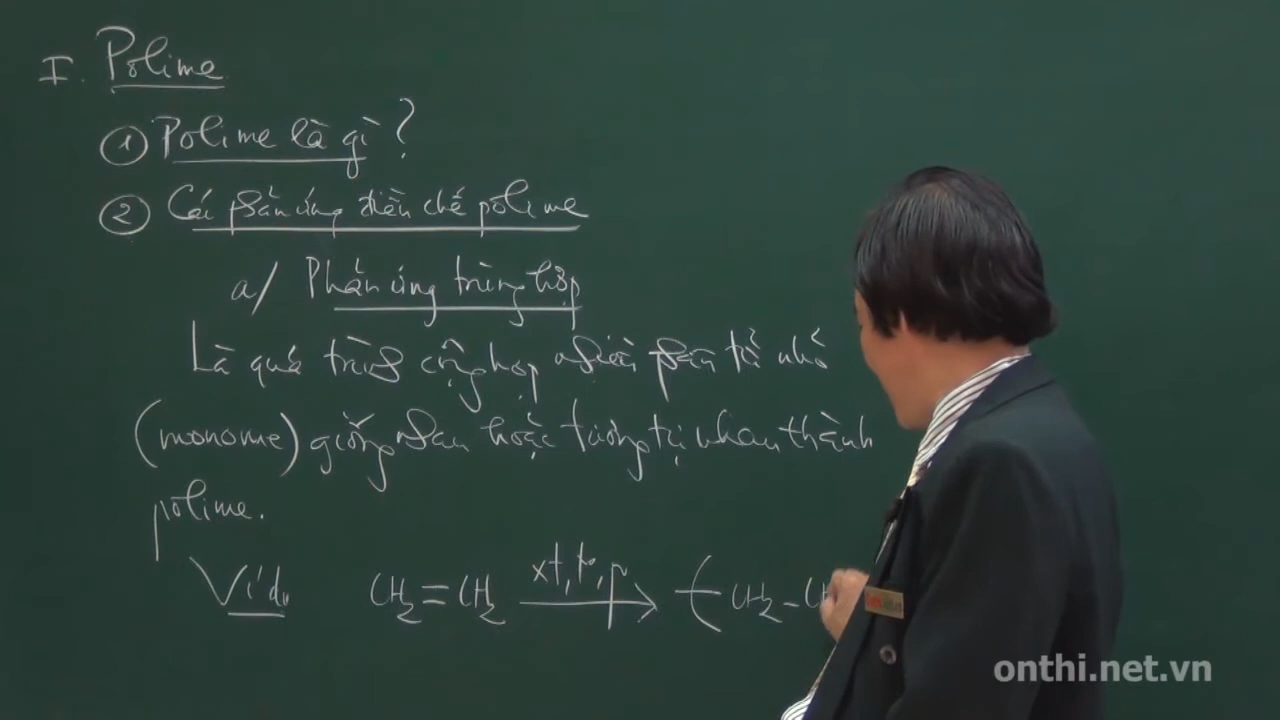 I. Polime
① Polime là gì?
② Các phản ứng điều chế polime
a/ Phản ứng trùng hợp
Là quá trình cộng hợp nhiều phân tử nhỏ
(monome) giống nhau hoặc tương tự nhau thành
polime.
Ví dụ CH₂=CH₂ xt, t°, p → (CH₂-CH
onthi.net.vn